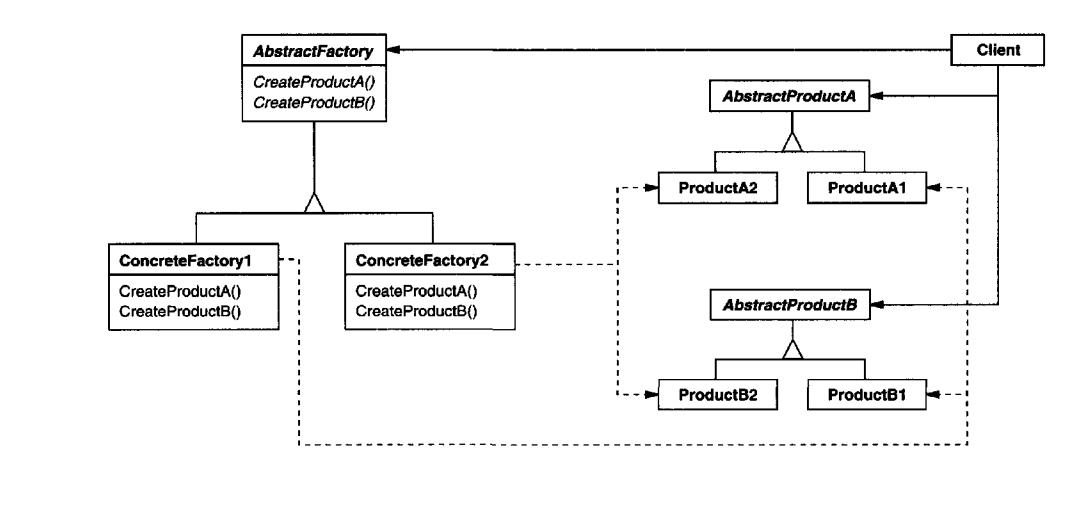 AbstractFactory
CreateProductA()
CreateProductB()
Client
AbstractProductA
ProductA2
ProductA1
ConcreteFactory1
CreateProductA()
CreateProductB()
ConcreteFactory2
CreateProductA()
CreateProductB()
AbstractProductB
ProductB2
ProductB1